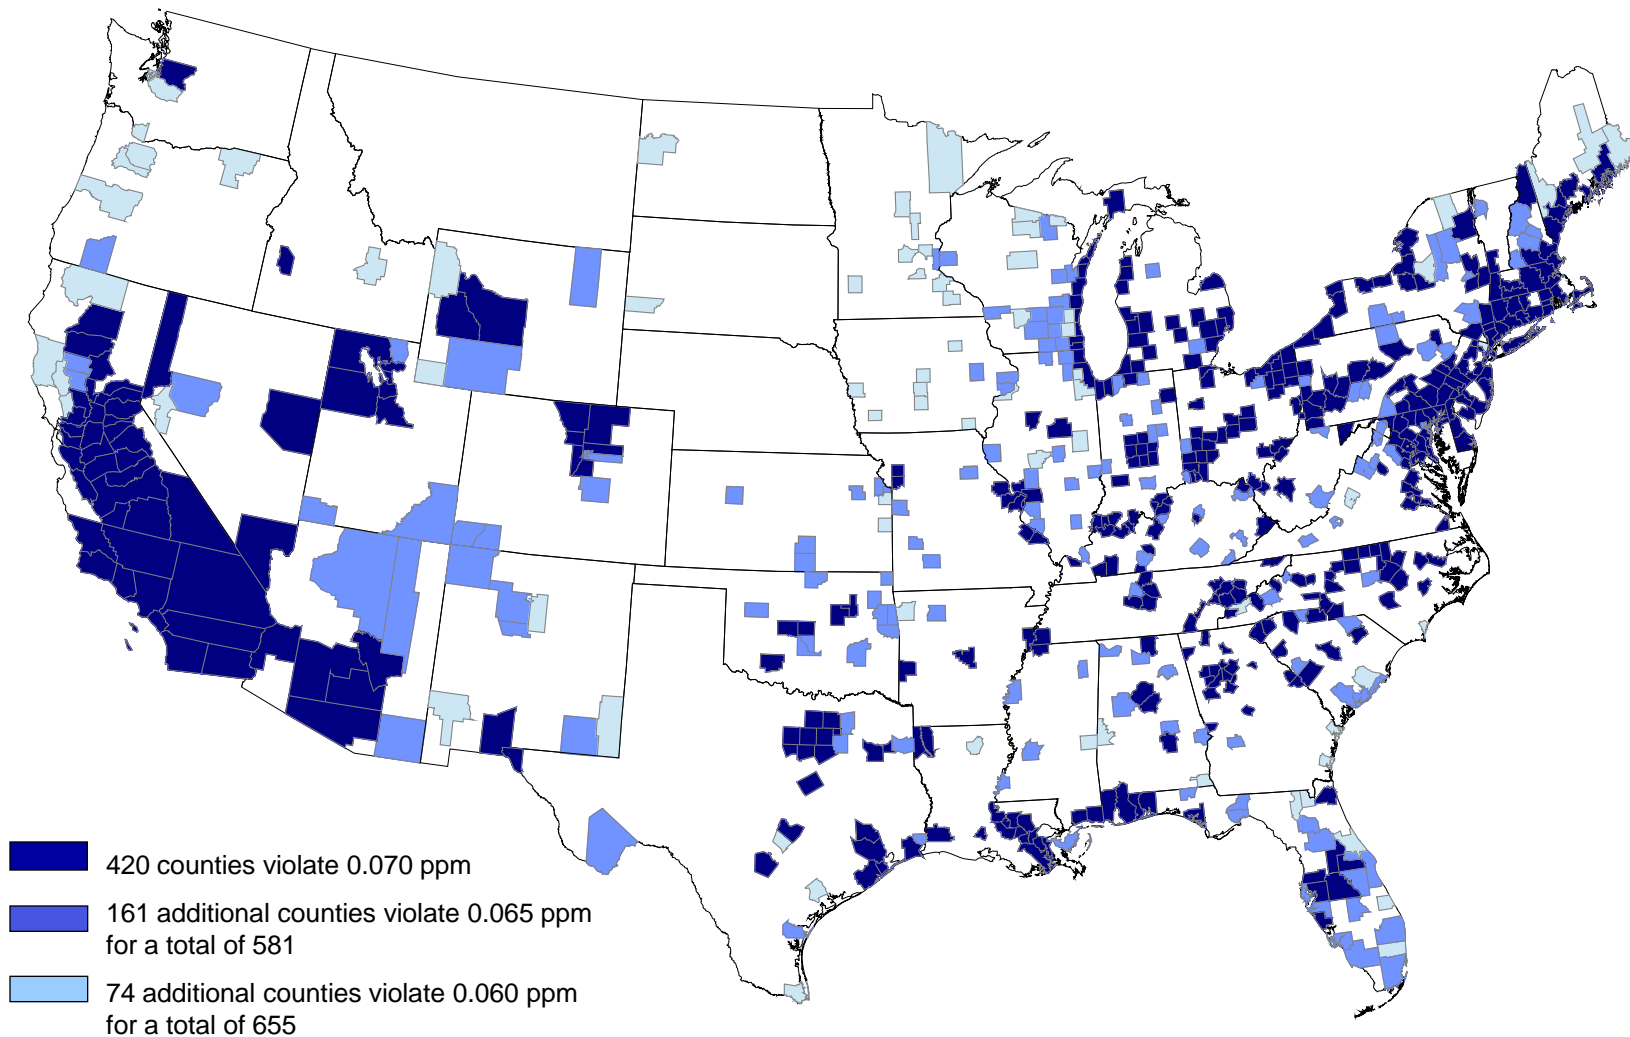 420 counties violate 0.070 ppm
161 additional counties violate 0.065 ppm
for a total of 581
74 additional counties violate 0.060 ppm
for a total of 655